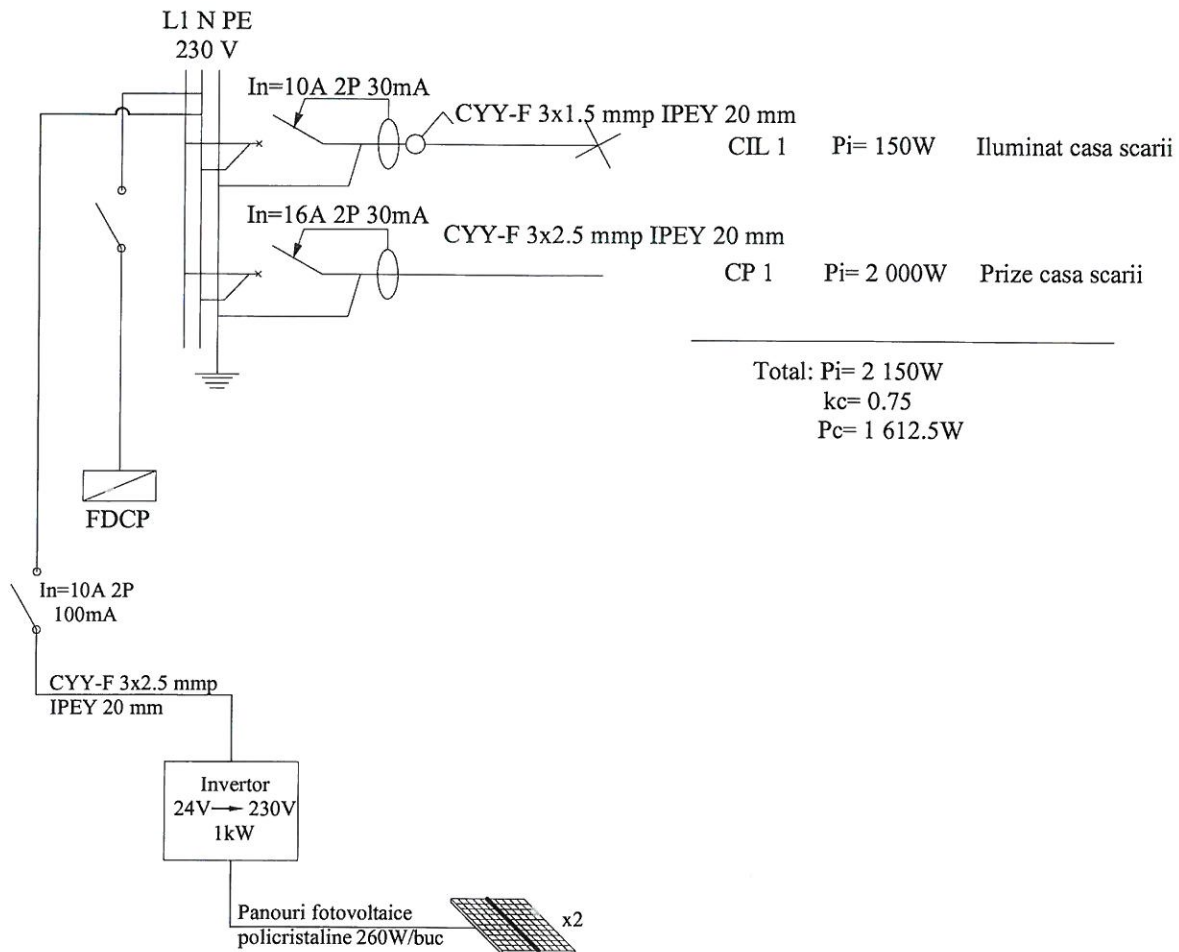 L1 N PE
230 V
In=10A 2P 30mA
CYY-F 3x1.5 mmp IPEY 20 mm
CIL 1 Pi= 150W Iluminat casa scarii
In=16A 2P 30mA
CYY-F 3x2.5 mmp IPEY 20 mm
CP 1 Pi= 2 000W Prize casa scarii
Total: Pi= 2 150W
kc= 0.75
Pc= 1 612.5W
FDCP
In=10A 2P
100mA
CYY-F 3x2.5 mmp
IPEY 20 mm
Invertor
24V → 230V
1kW
Panouri fotovoltaice
policristaline 260W/buc
x2